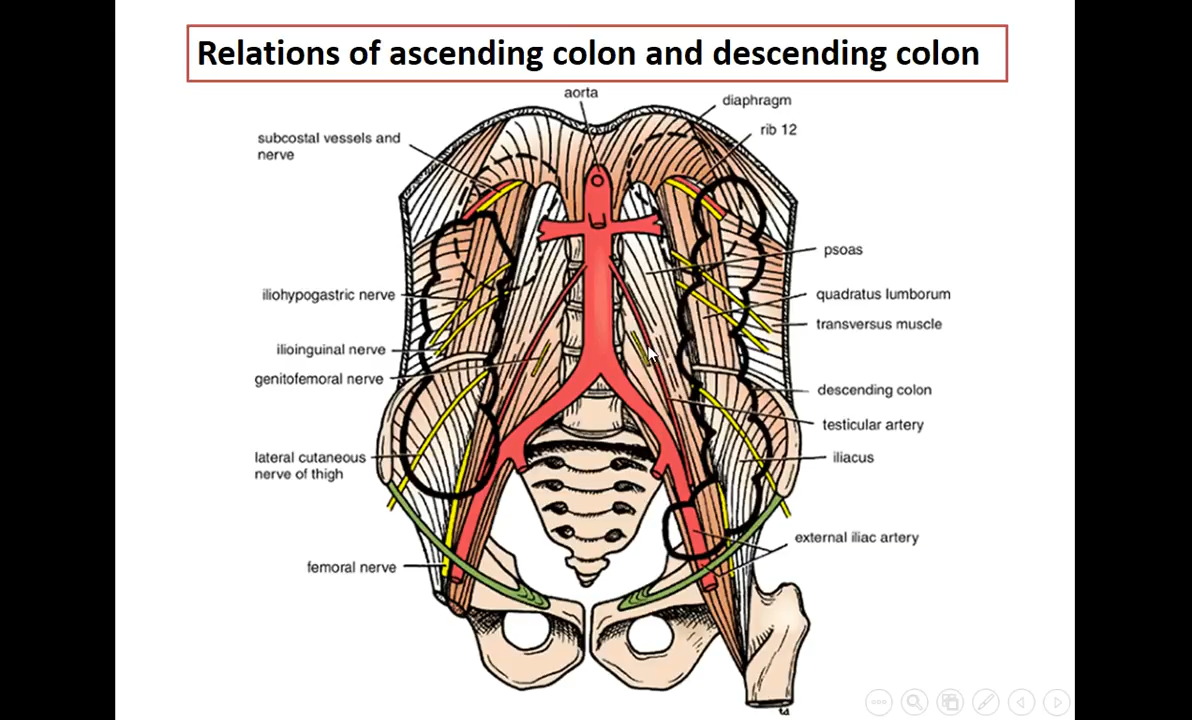 Relations of ascending colon and descending colon
aorta
diaphragm
rib 12
subcostal vessels and
nerve
psoas
iliohypogastric nerve
quadratus lumborum
transversus muscle
ilioinguinal nerve
genitofemoral nerve
descending colon
testicular artery
lateral cutaneous
nerve of thigh
iliacus
external iliac artery
femoral nerve